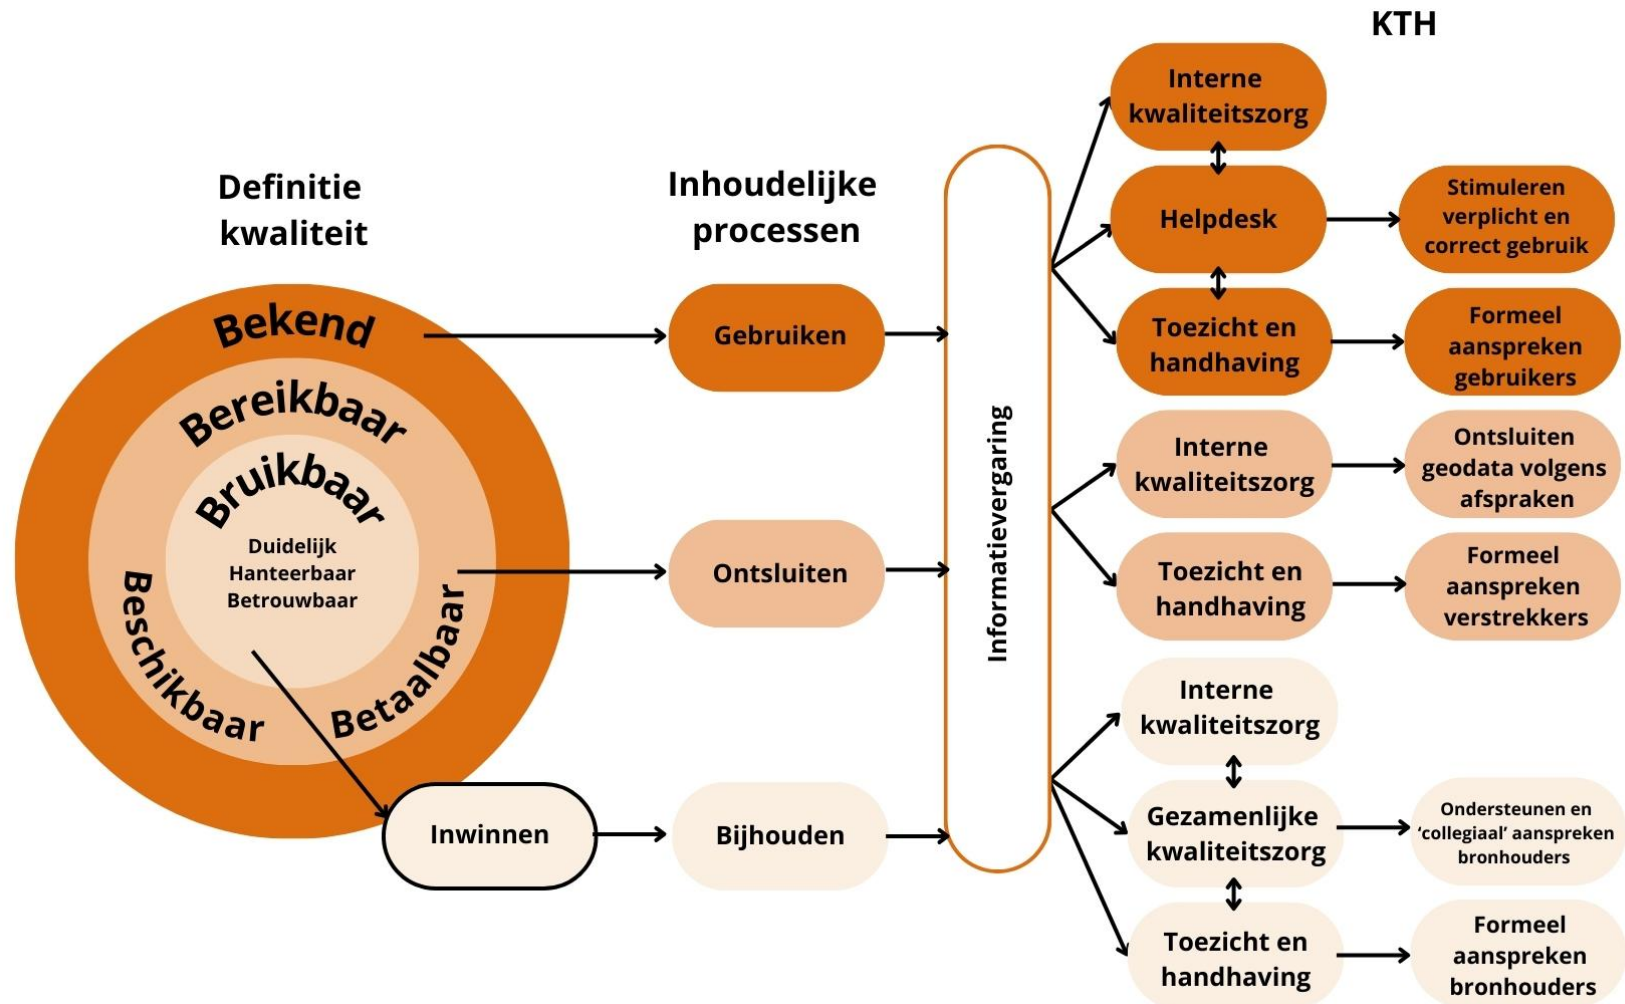 KTH
Definitie
kwaliteit
Bekend
Bereikbaar
Bruikbaar
Duidelijk
Hanteerbaar
Betrouwbaar
Beschikbaar
Betaalbaar
Inwinnen
Inhoudelijke
processen
Gebruiken
Ontsluiten
Bijhouden
Informatievergaring
Interne
kwaliteitszorg
Helpdesk
Stimuleren
verplicht en
correct gebruik
Toezicht en
handhaving
Formeel
aanspreken
gebruikers
Interne
kwaliteitszorg
Ontsluiten
geodata volgens
afspraken
Toezicht en
handhaving
Formeel
aanspreken
verstrekkers
Interne
kwaliteitszorg
Gezamenlijke
kwaliteitszorg
Ondersteunen en
‘collegiaal’ aanspreken
bronhouders
Toezicht en
handhaving
Formeel
aanspreken
bronhouders